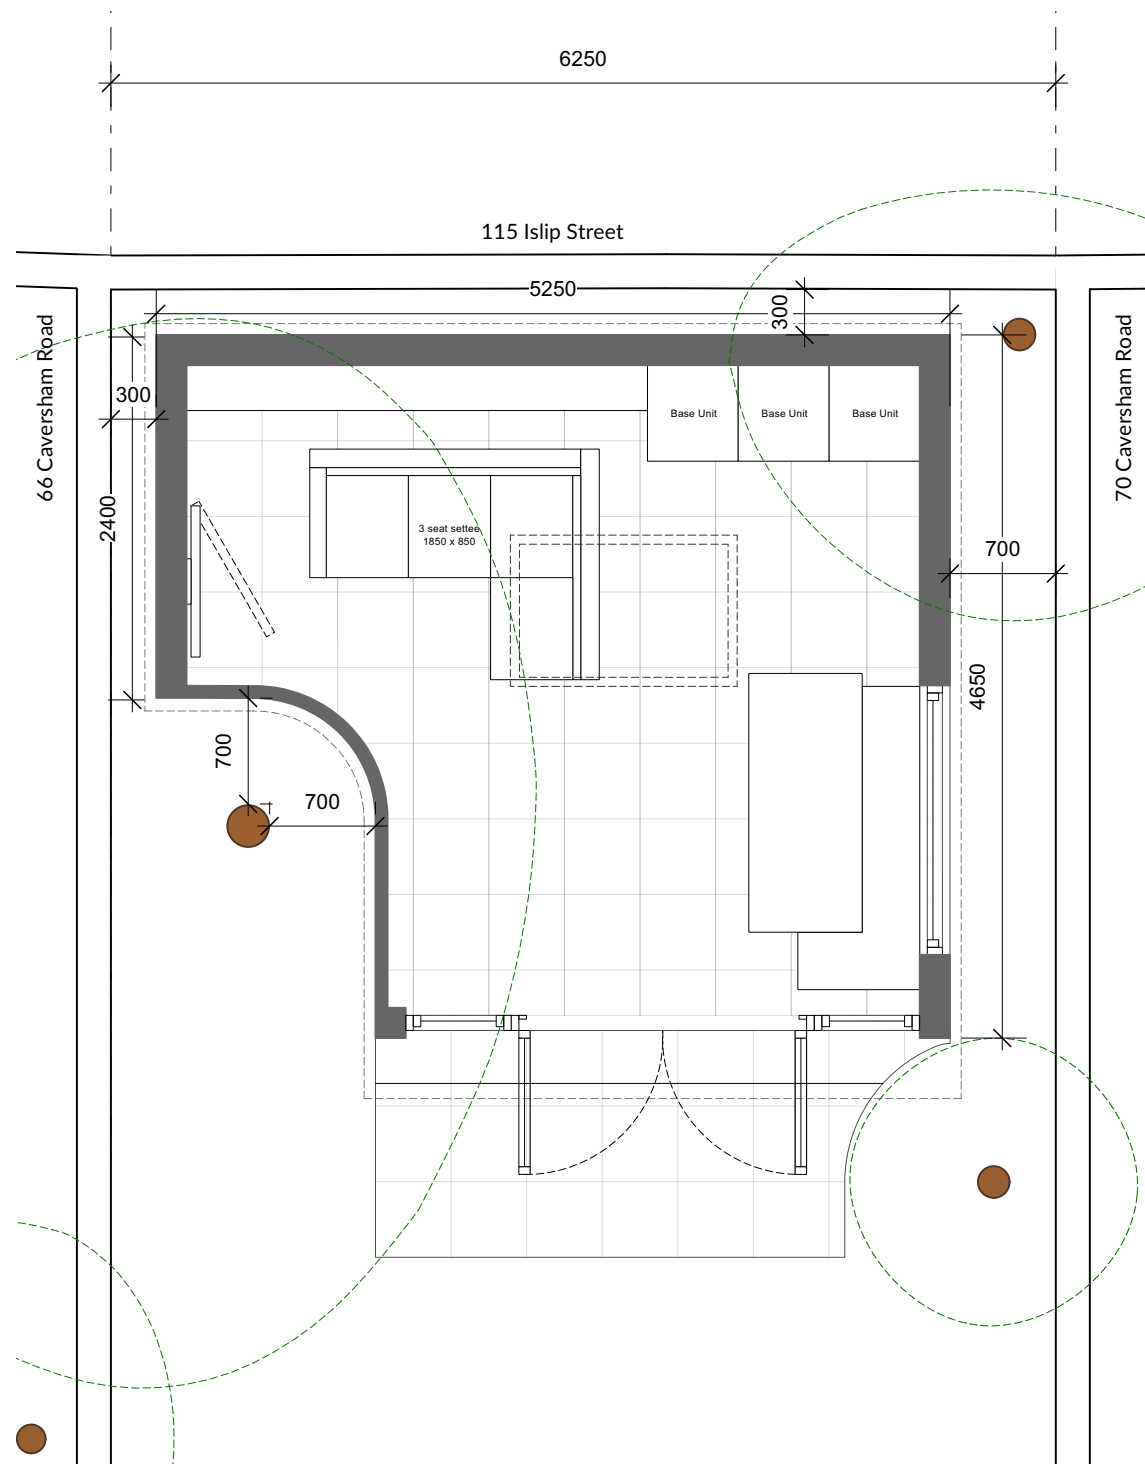 6250
115 Islip Street
5250
300
66 Caversham Road
70 Caversham Road
300
Base Unit
Base Unit
Base Unit
2400
3 seat settee
1850 x 850
700
4650
700
700